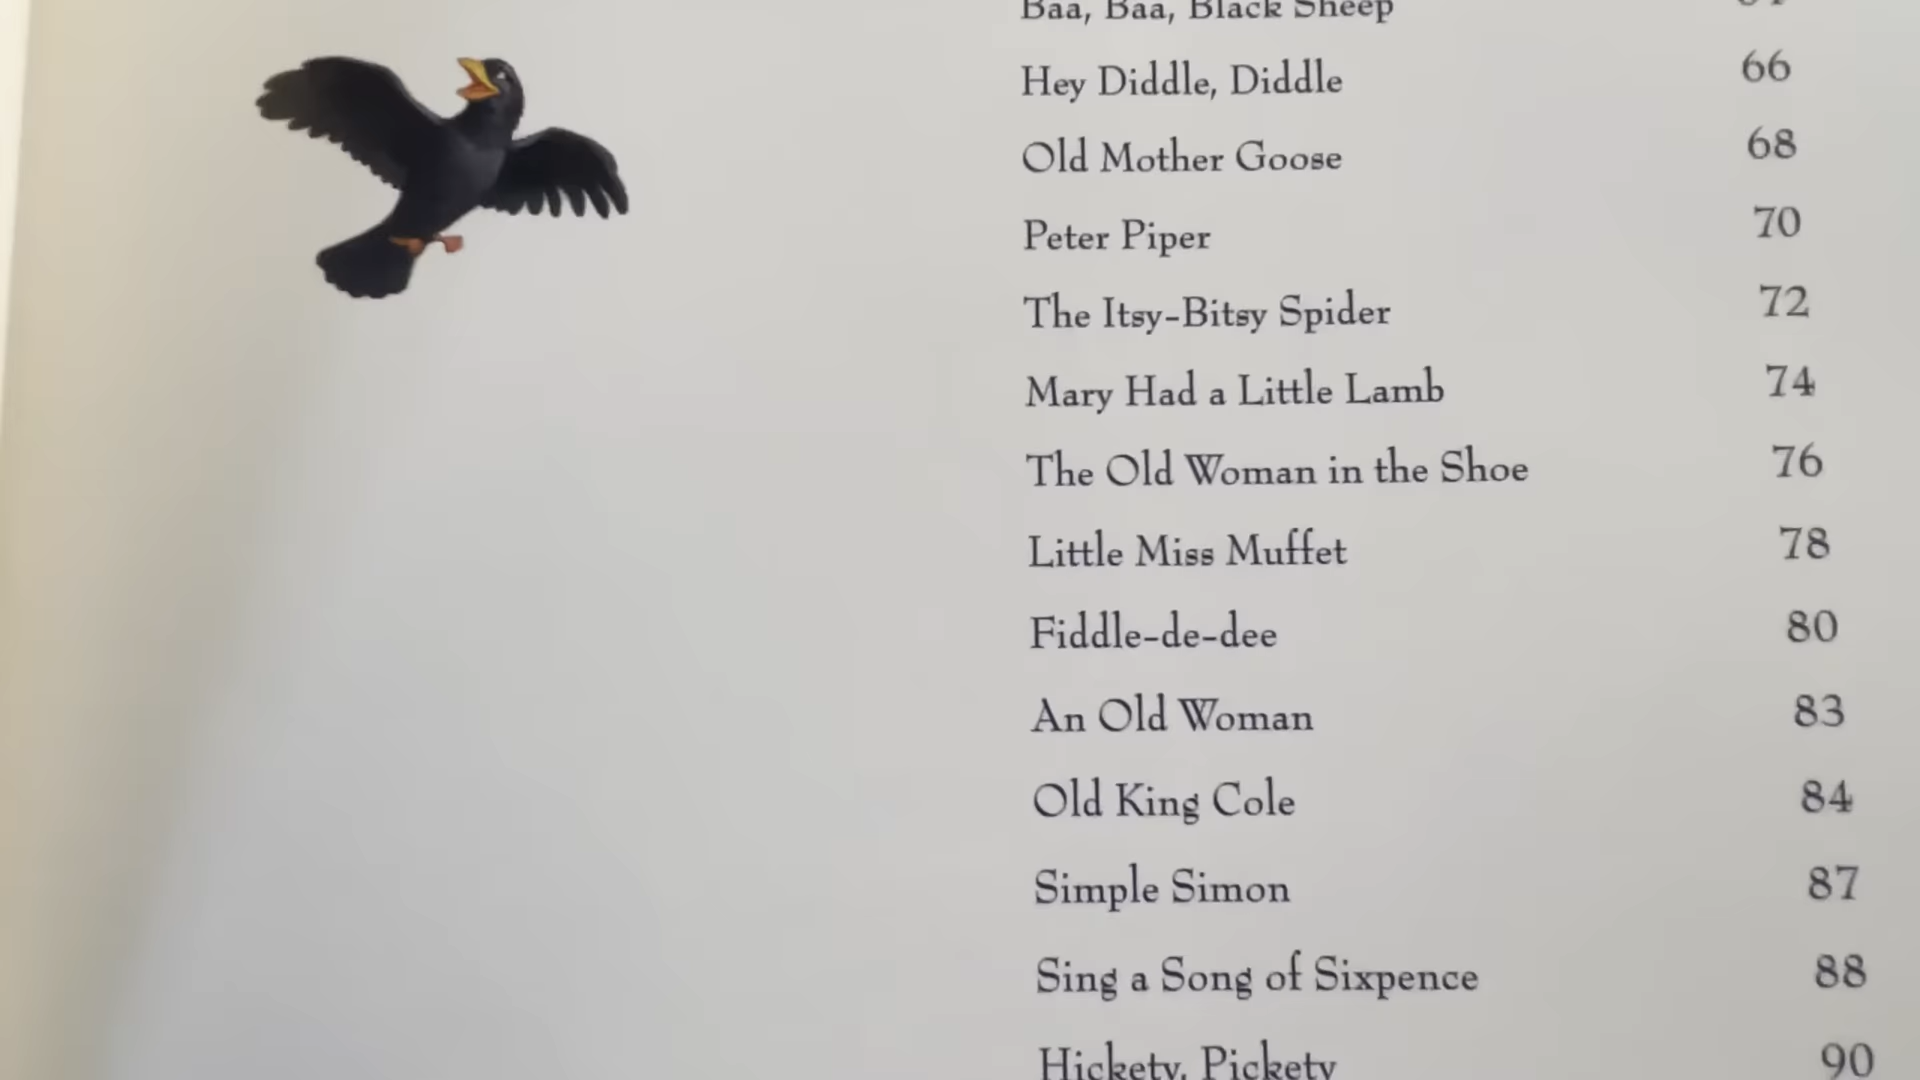 Baa, Baa, Black Sheep
Hey Diddle, Diddle 66
Old Mother Goose 68
Peter Piper 70
The Itsy-Bitsy Spider 72
Mary Had a Little Lamb 74
The Old Woman in the Shoe 76
Little Miss Muffet 78
Fiddle-de-dee 80
An Old Woman 83
Old King Cole 84
Simple Simon 87
Sing a Song of Sixpence 88
Hickety, Pickety 90